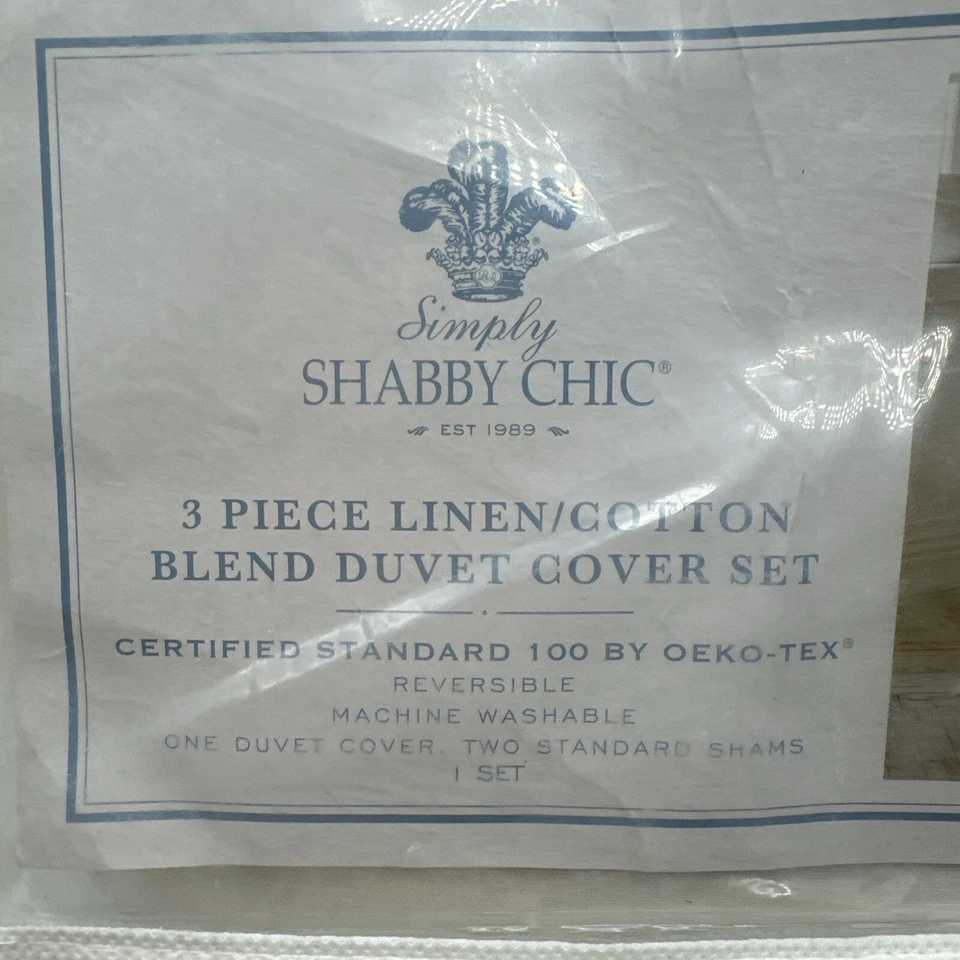 Simply
SHABBY CHIC®
EST 1989
3 PIECE LINEN/COTTON
BLEND DUVET COVER SET
CERTIFIED STANDARD 100 BY OEKO-TEX®
REVERSIBLE
MACHINE WASHABLE
ONE DUVET COVER, TWO STANDARD SHAMS
1 SET